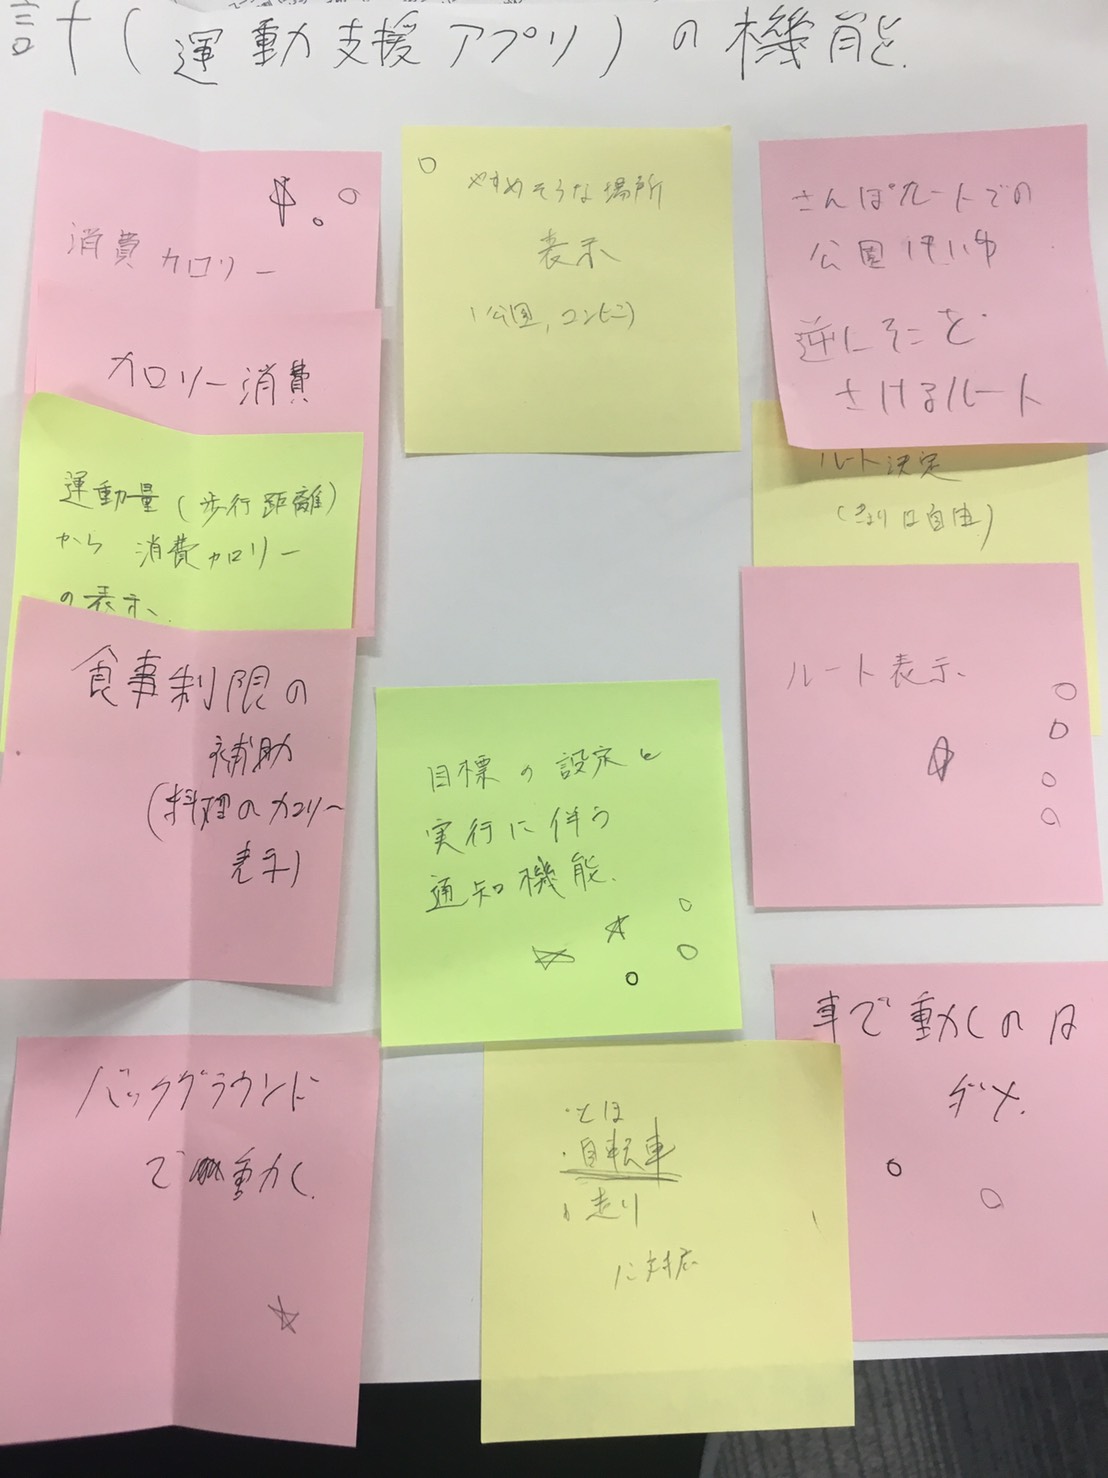 計(運動支援アプリ)の機能.
消費カロリー
カロリー消費
運動量(歩行距離)
から 消費カロリー
の表示.
食事制限の
補助
(料理のカロリー
表示)
バックグラウンド
で動く.
やすめそうな場所
表示
(公園,コンビニ)
目標の設定と
実行に伴う
通知機能.
・とほ
・自転車
・走り
に対応
さんぽルートでの
公園
逆にそこを
さけるルート
ルート決定
(きょりは自由)
ルート表示.
車で動くのは
ダメ.